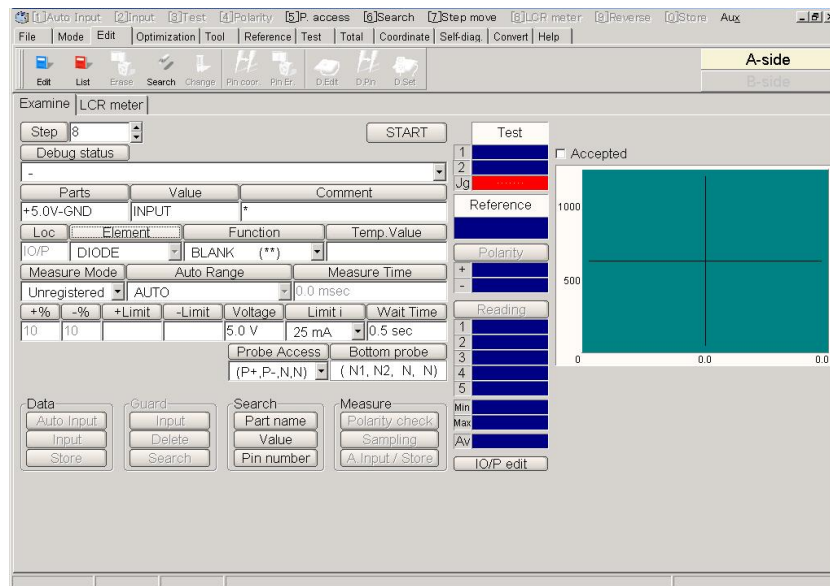 [1]Auto Input [2]Input [3]Test [4]Polarity [5]P. access [6]Search [7]Step move [8]LCR meter [9]Reverse [0]Store Aux
File Mode Edit Optimization Tool Reference Test Total Coordinate Self-diag. Convert Help
Edit List Erase Search Change Pin coor. Pin Er. D.Edit D.Pin D.Set
A-side
B-side
Examine LCR meter
Step 8 START Test
Debug status 1
- 2
Jg
Accepted
Parts Value Comment Reference
+5.0V-GND INPUT *
Loc Element Function Temp.Value
IO/P DIODE BLANK (**) Polarity
Measure Mode Auto Range Measure Time +
Unregistered AUTO 0.0 msec -
+% -% +Limit -Limit Voltage Limit i Wait Time Reading
10 10 5.0 V 25 mA 0.5 sec 1
2
Probe Access Bottom probe 3
(P+,P-,N,N) ( N1, N2, N, N) 4
5
1000
500
0 0.0 0.0
Data Guard Search Measure Min
Auto Input Input Part name Polarity check Max
Input Delete Value Sampling Av
Store Search Pin number A.Input / Store IO/P edit